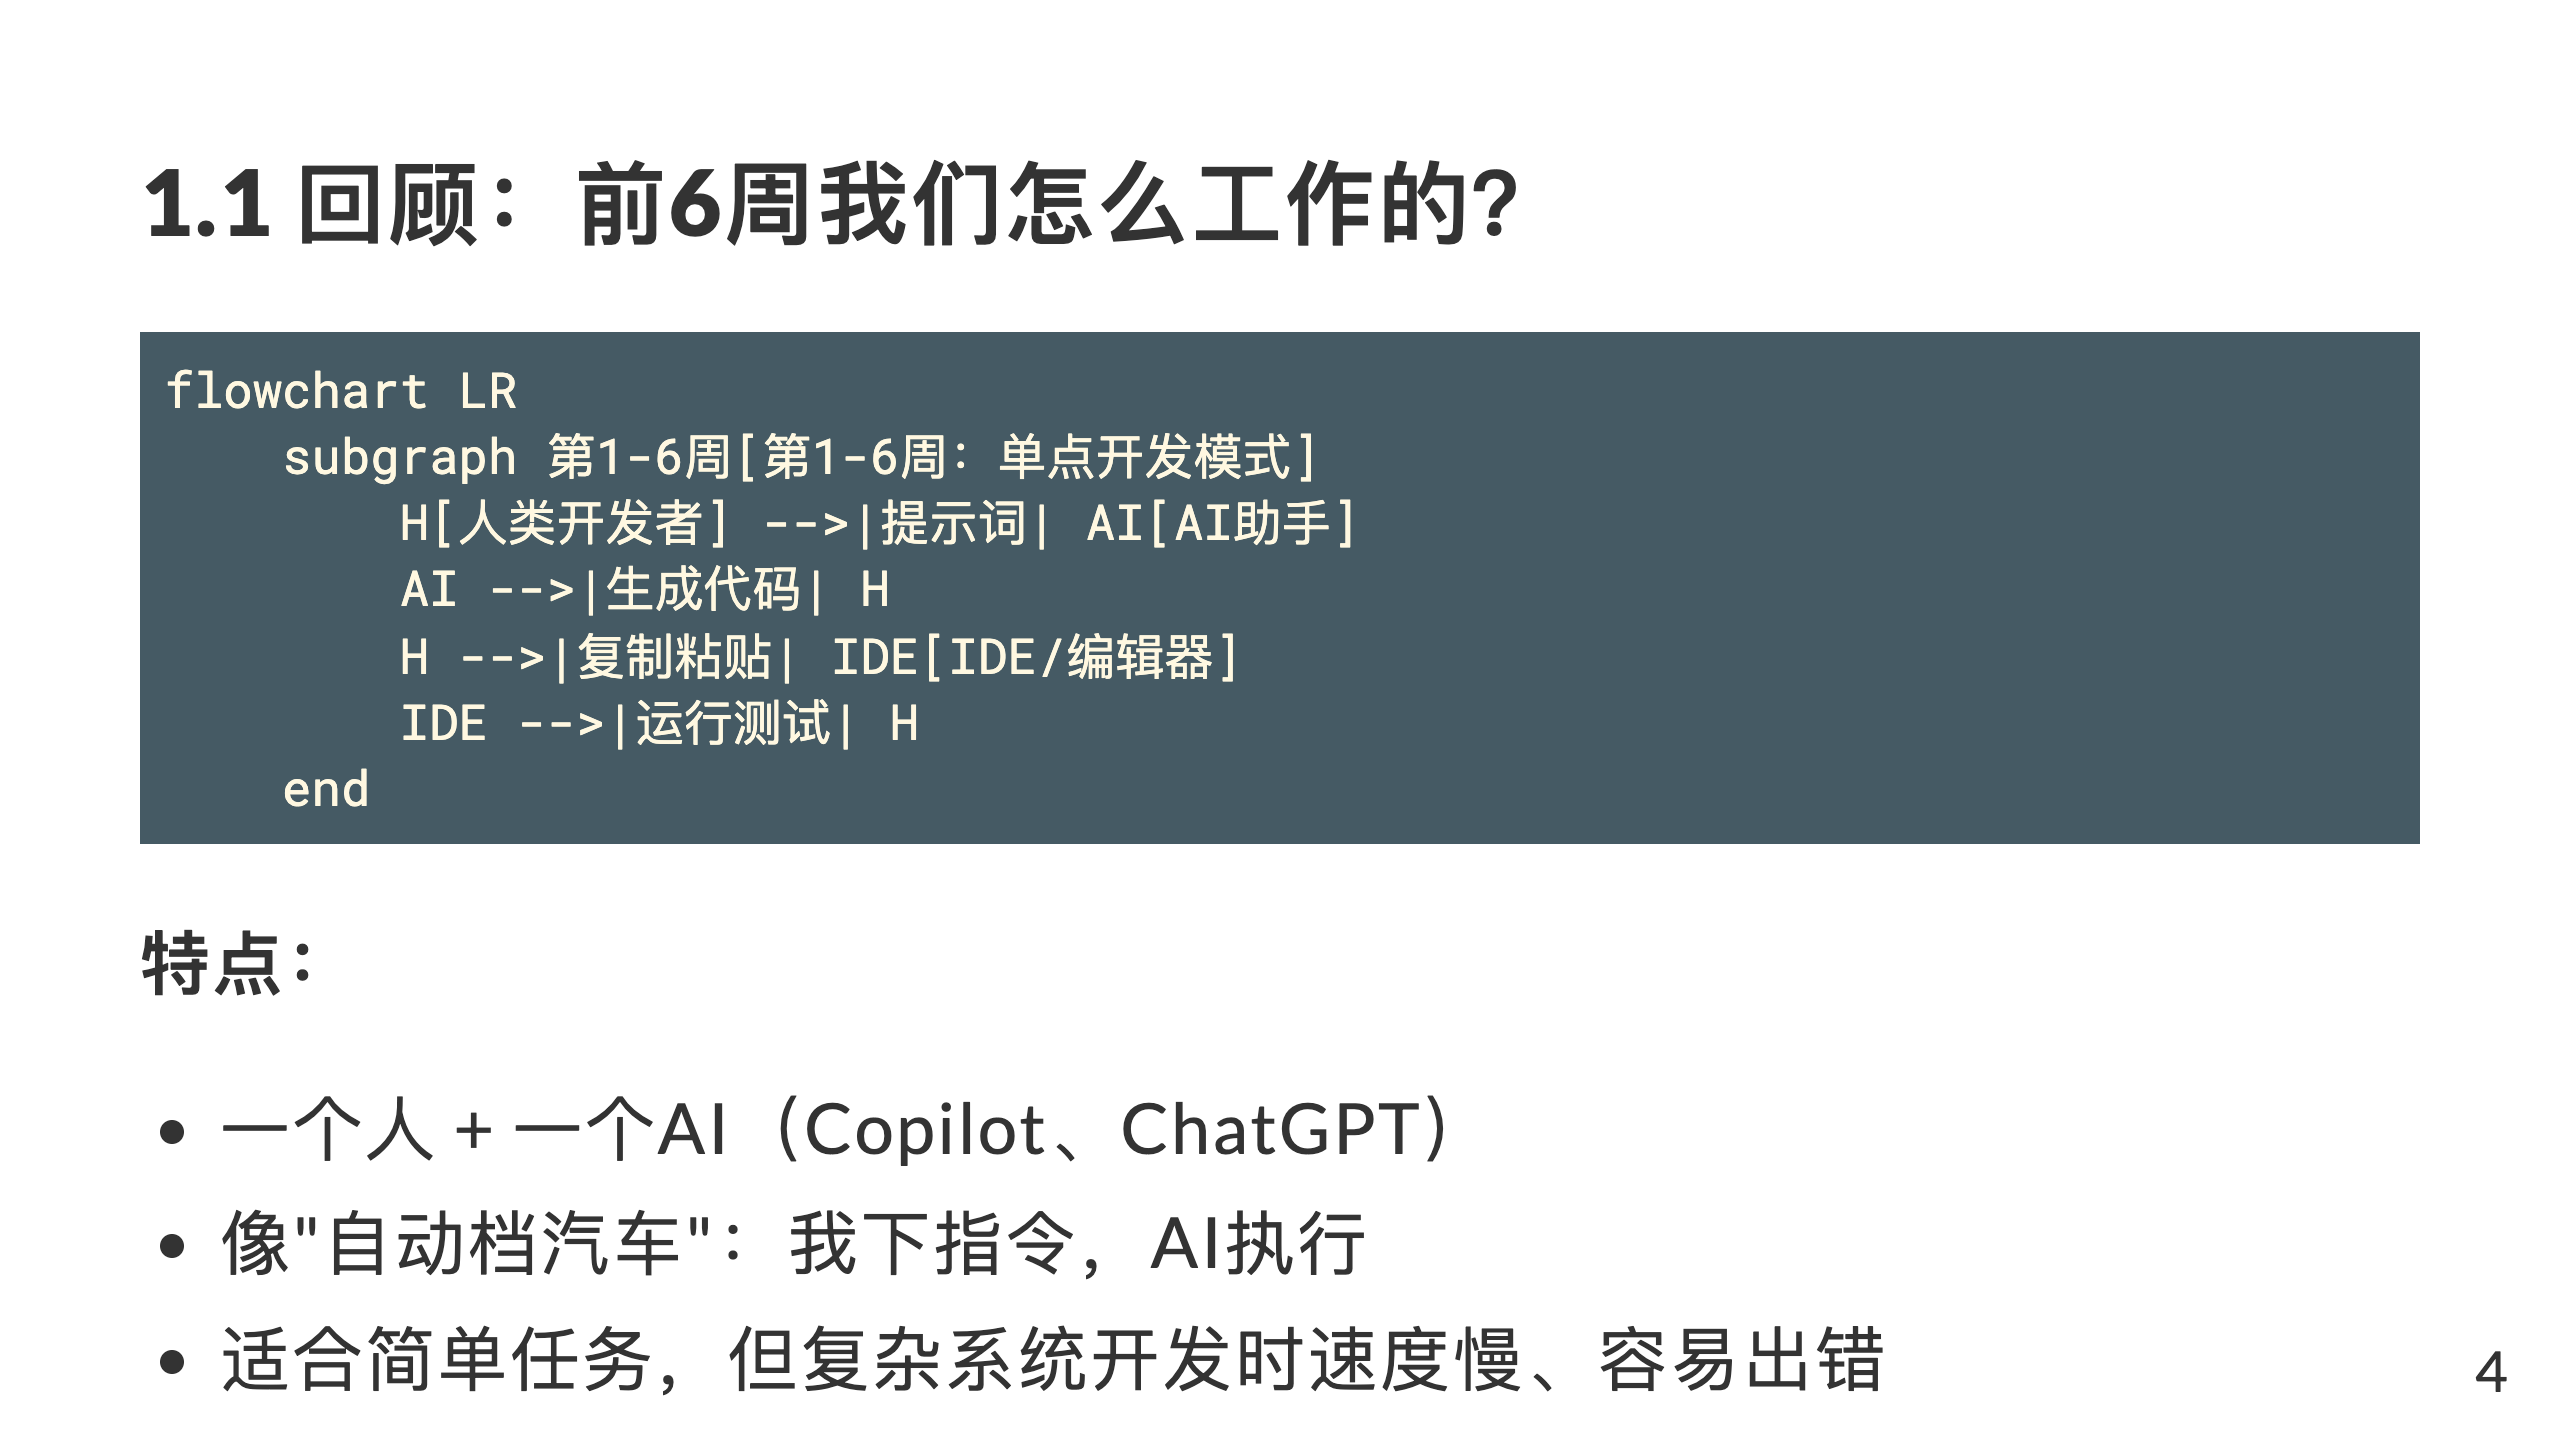 1.1 回顾：前6周我们怎么工作的？
flowchart LR
    subgraph 第1-6周[第1-6周：单点开发模式]
        H[人类开发者] -->|提示词| AI[AI助手]
        AI -->|生成代码| H
        H -->|复制粘贴| IDE[IDE/编辑器]
        IDE -->|运行测试| H
    end
特点：
• 一个人 + 一个AI（Copilot、ChatGPT）
• 像"自动档汽车"：我下指令，AI执行
• 适合简单任务，但复杂系统开发时速度慢、容易出错
4